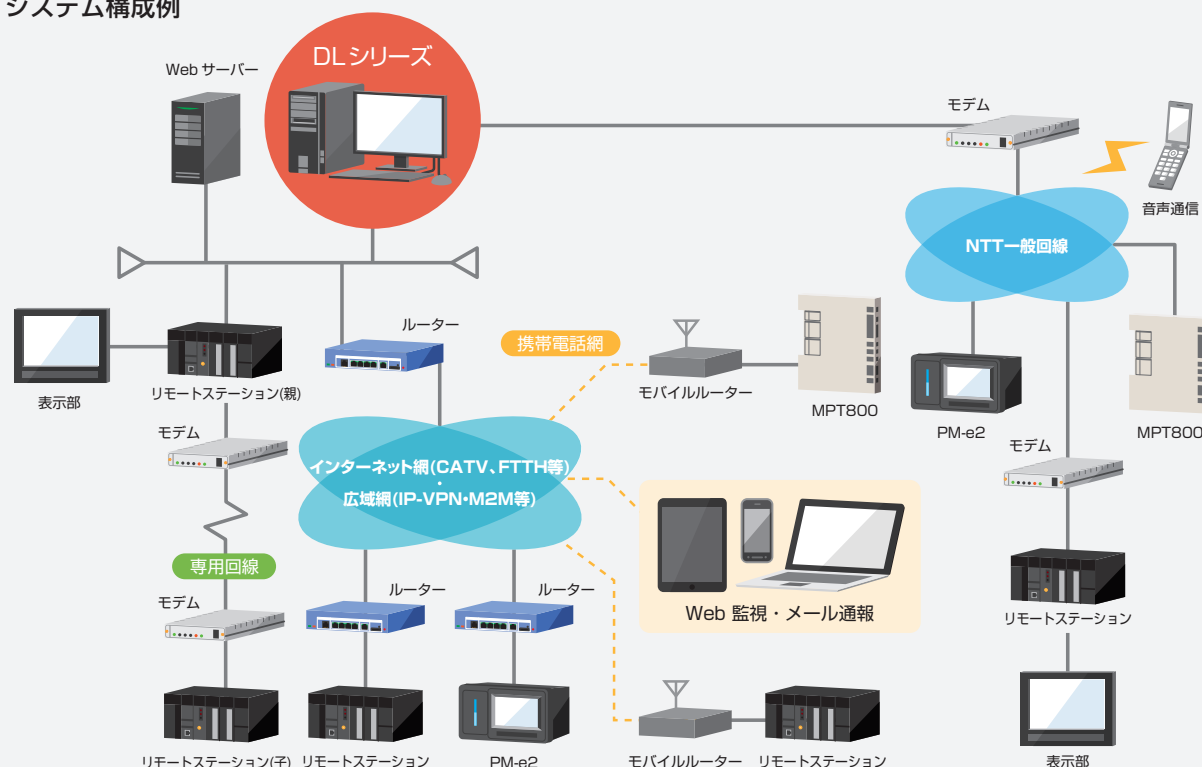 システム構成例
DLシリーズ
Web サーバー
モデム
音声通信
NTT一般回線
ルーター
携帯電話網
表示部
リモートステーション(親)
モバイルルーター
MPT800
PM-e2
MPT800
モデム
モデム
インターネット網(CATV、FTTH等)
・
広域網(IP-VPN・M2M等)
専用回線
モデム
ルーター
ルーター
Web 監視・メール通報
リモートステーション
リモートステーション(子)
リモートステーション
PM-e2
モバイルルーター
リモートステーション
表示部